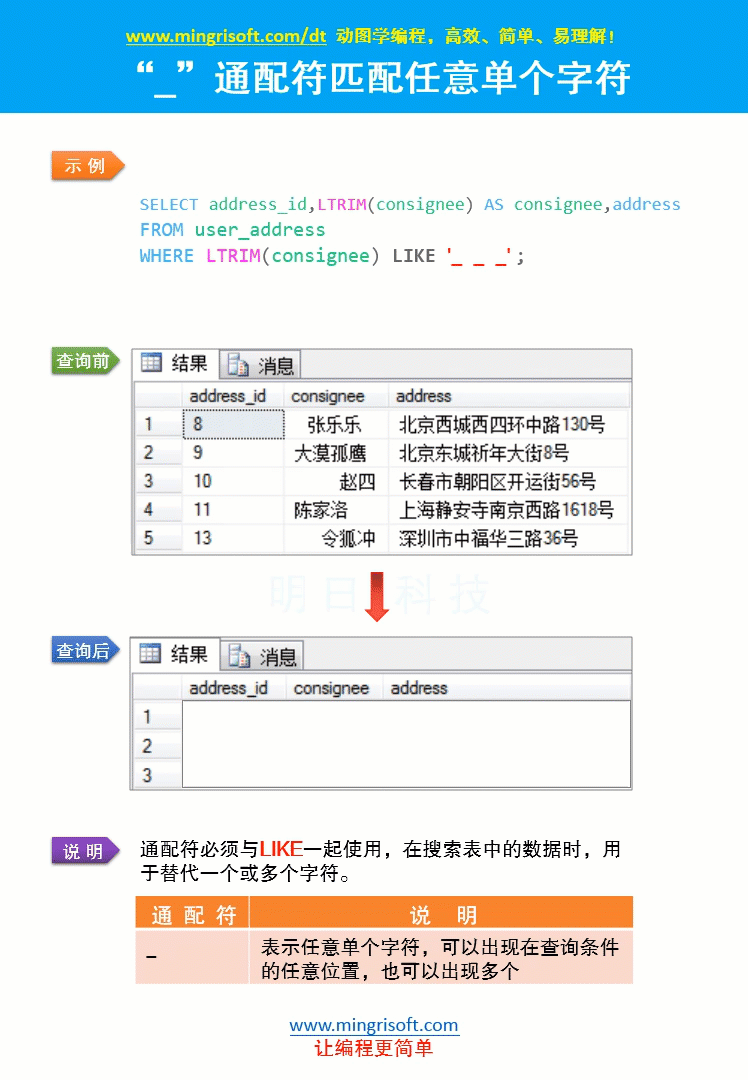 www.mingrisoft.com/dt 动图学编程，高效、简单、易理解！
“_”通配符匹配任意单个字符
示 例
SELECT address_id,LTRIM(consignee) AS consignee,address
FROM user_address
WHERE LTRIM(consignee) LIKE '_ _ _';
查询前
结果 消息
address_id consignee address
1 8 张乐乐 北京西城西四环中路130号
2 9 大漠孤鹰 北京东城祈年大街8号
3 10 赵四 长春市朝阳区开运街56号
4 11 陈家洛 上海静安寺南京西路1618号
5 13 令狐冲 深圳市中福华三路36号
明日科技
查询后
结果 消息
address_id consignee address
1
2
3
说 明
通配符必须与LIKE一起使用，在搜索表中的数据时，用
于替代一个或多个字符。
通 配 符 说 明
_ 表示任意单个字符，可以出现在查询条件
的任意位置，也可以出现多个
www.mingrisoft.com
让编程更简单